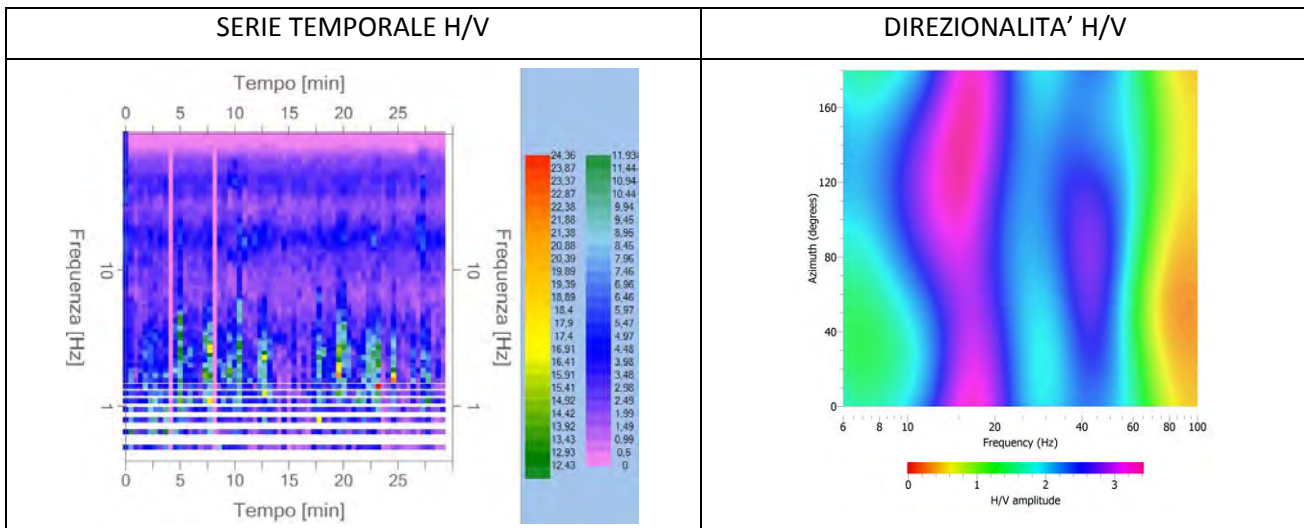 SERIE TEMPORALE H/V
DIREZIONALITA’ H/V
Tempo [min]
0 5 10 15 20 25
Frequenza [Hz]
10
1
Frequenza [Hz]
10
1
0 5 10 15 20 25
Tempo [min]
24,36 11.93
23,87 11,44
23,37 10,94
22,87 10,44
22,38 9,94
21,88 9,45
21,38 8,95
20,88 8,45
20,39 7,96
19,89 7,46
19,39 6,96
18,89 6,46
18,4 5,97
17,9 5,47
17,4 4,97
16,91 4,48
16,41 3,98
15,91 3,48
15,41 2,98
14,92 2,49
14,42 1,99
13,92 1,49
13,43 0,99
12,93 0,5
12,43 0
Azimuth (degrees)
160
120
80
40
0
6 8 10 20 40 60 80 100
Frequency (Hz)
0 1 2 3
H/V amplitude